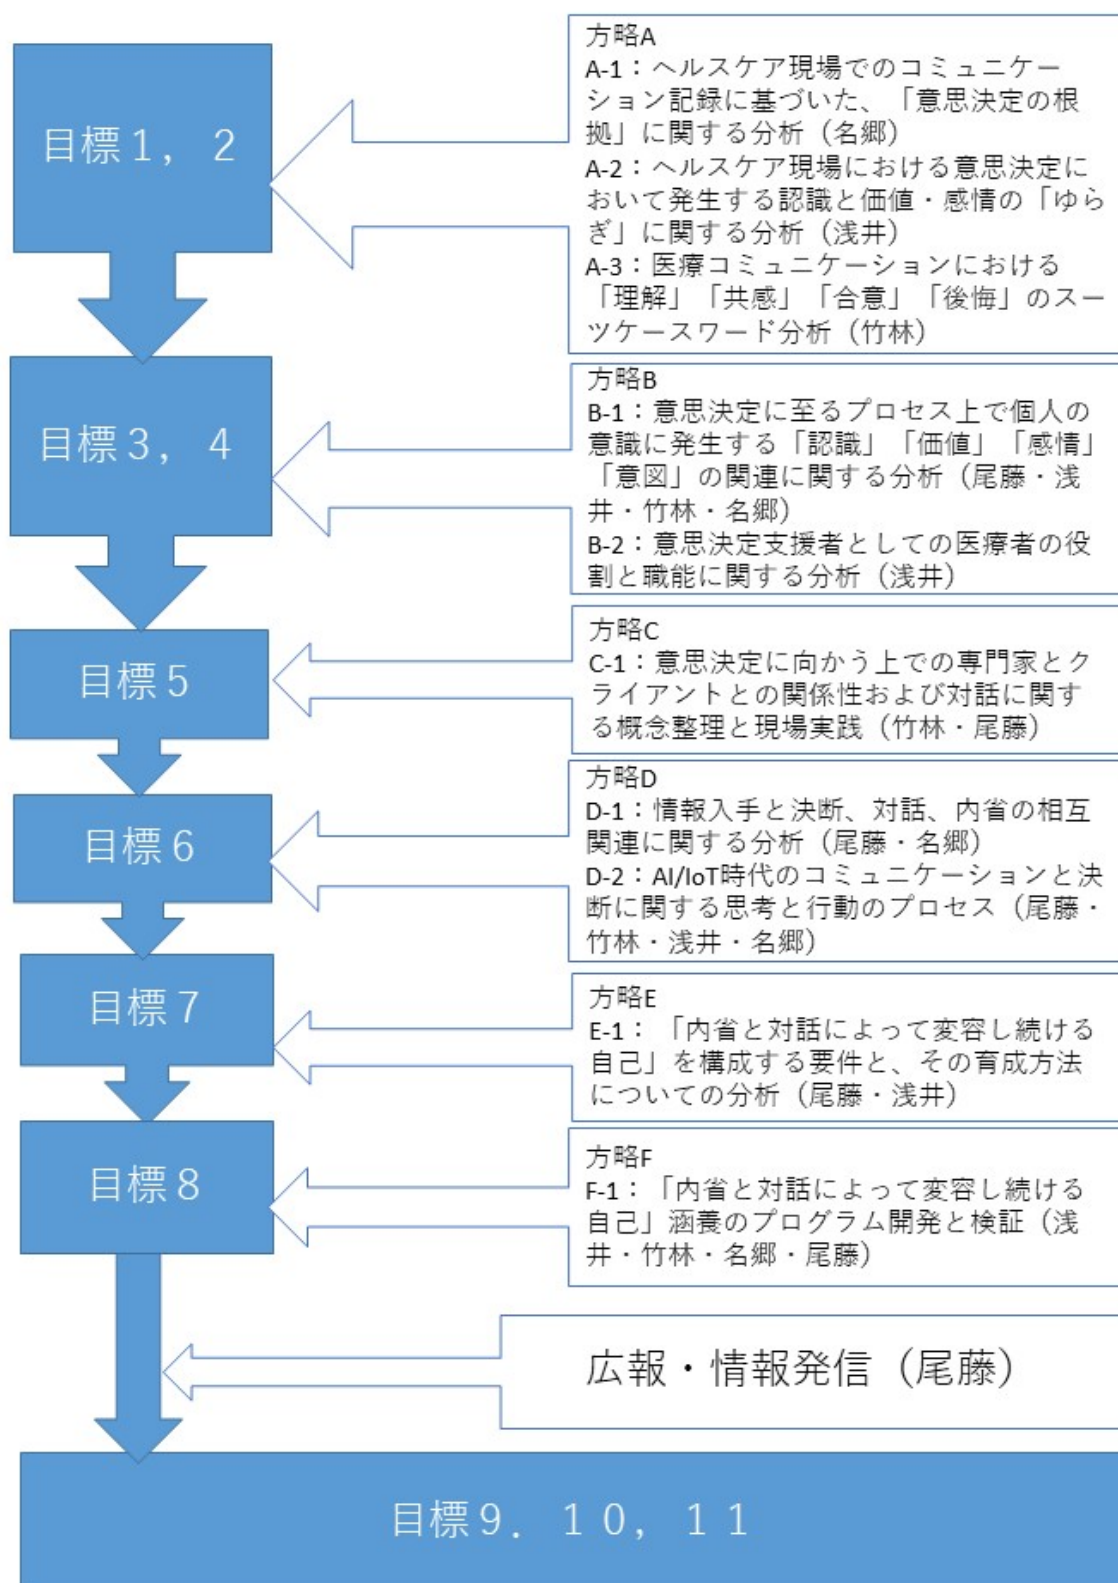 目標１，２
方略A
A-1：ヘルスケア現場でのコミュニケー
ション記録に基づいた、「意思決定の根
拠」に関する分析（名郷）
A-2：ヘルスケア現場における意思決定に
おいて発生する認識と価値・感情の「ゆら
ぎ」に関する分析（浅井）
A-3：医療コミュニケーションにおける
「理解」「共感」「合意」「後悔」のスー
ツケースワード分析（竹林）
目標３，４
方略B
B-1：意思決定に至るプロセス上で個人の
意識に発生する「認識」「価値」「感情」
「意図」の関連に関する分析（尾藤・浅
井・竹林・名郷）
B-2：意思決定支援者としての医療者の役
割と職能に関する分析（浅井）
目標５
方略C
C-1：意思決定に向かう上での専門家とク
ライアントとの関係性および対話に関す
る概念整理と現場実践（竹林・尾藤）
目標６
方略D
D-1：情報入手と決断、対話、内省の相互
関連に関する分析（尾藤・名郷）
D-2：AI/IoT時代のコミュニケーションと決
断に関する思考と行動のプロセス（尾藤・
竹林・浅井・名郷）
目標７
方略E
E-1：「内省と対話によって変容し続ける
自己」を構成する要件と、その育成方法
についての分析（尾藤・浅井）
目標８
方略F
F-1：「内省と対話によって変容し続ける
自己」涵養のプログラム開発と検証（浅
井・竹林・名郷・尾藤）
広報・情報発信（尾藤）
目標９．１０，１１